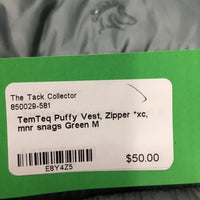 The Tack Collector
850029-581
TemTeq Puffy Vest, Zipper *xc,
mnr snags Green M
E8Y4Z5
$50.00